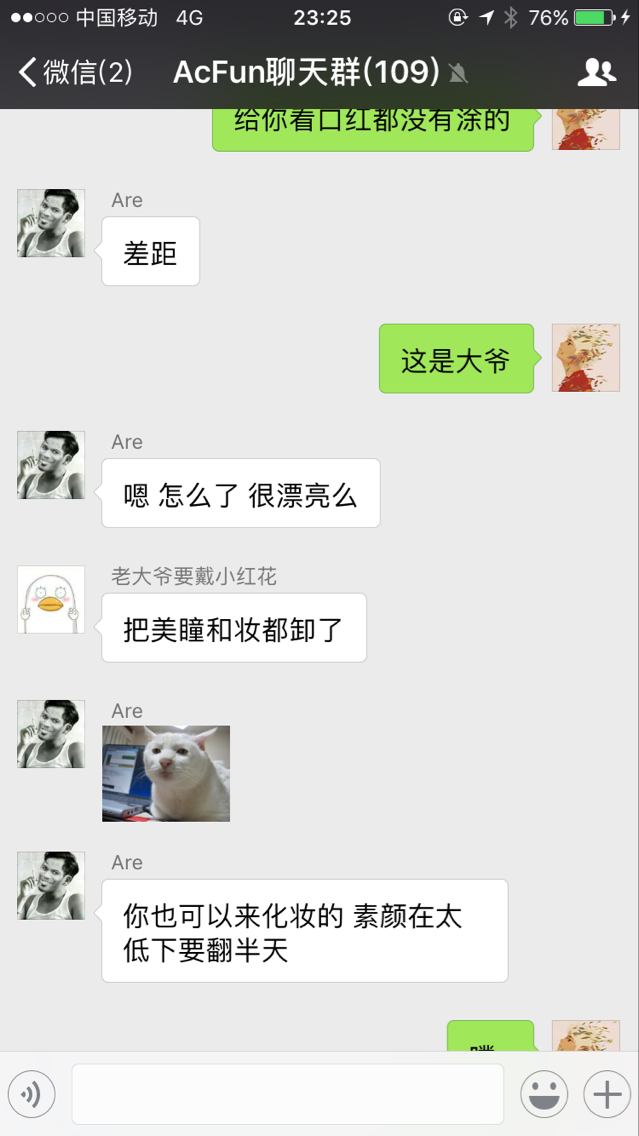 中国移动 4G 23:25 76%
微信(2) AcFun聊天群(109)
给你看口红都没有涂的
Are
差距
这是大爷
Are
嗯 怎么了 很漂亮么
老大爷要戴小红花
把美瞳和妆都卸了
Are
Are
你也可以来化妆的 素颜在太
低下要翻半天